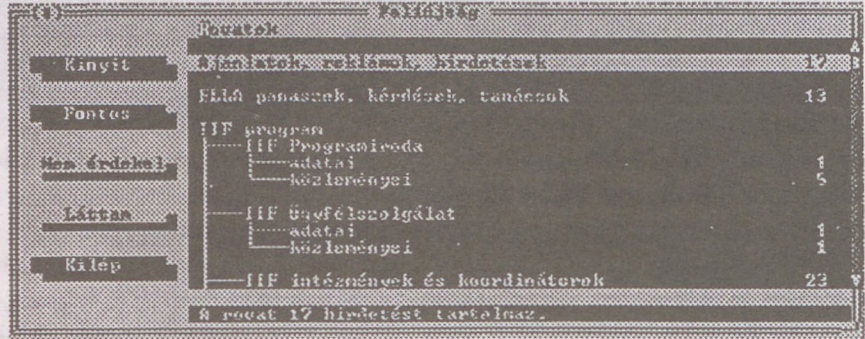 Faliújság
Rovatok
Kinyit
Ajánlatok, reklámok, hirdetések 17
ELLA panaszok, kérdések, tanácsok 13
Fontos
IIF program
IIF Programiroda
Nem érdekel
adatai 1
közleményei 5
Láttam
IIF Ügyfélszolgálat
adatai 1
közleményei 1
Kilép
IIF intézmények és koordinátorok 23
A rovat 17 hirdetést tartalmaz.